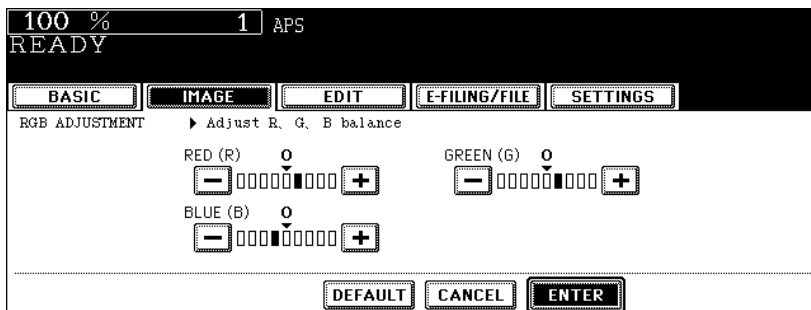 100 % 1 APS
READY
BASIC IMAGE EDIT E-FILING/FILE SETTINGS
RGB ADJUSTMENT ▶ Adjust R、G、B balance
RED (R) 0 GREEN (G) 0
− + − +
BLUE (B) 0
− +
DEFAULT CANCEL ENTER